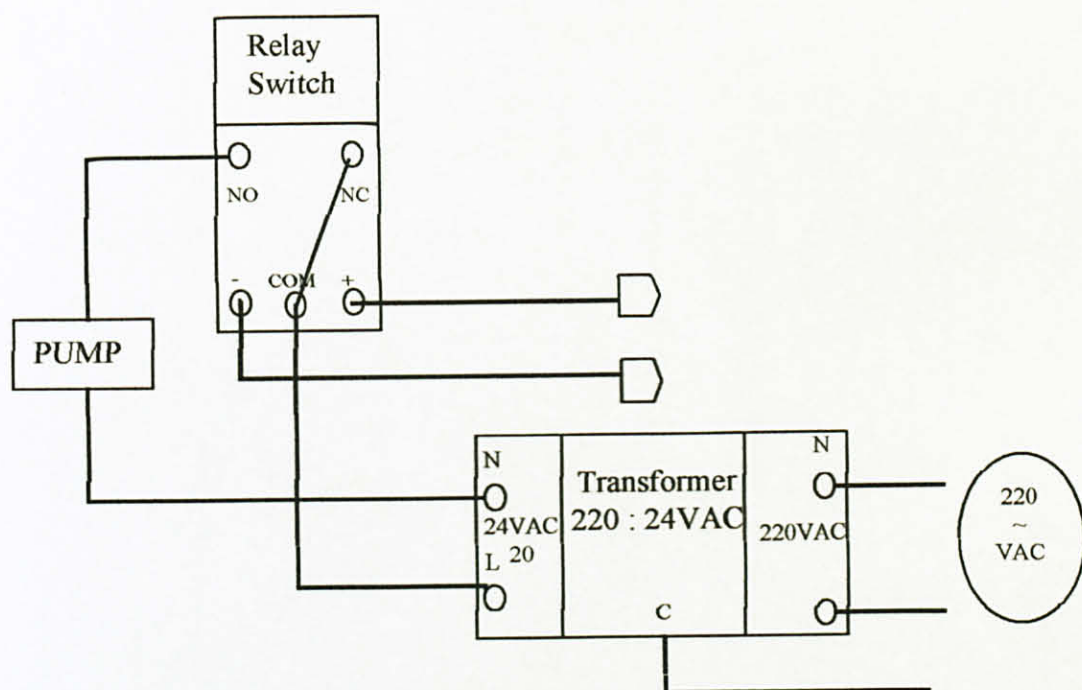 Relay
Switch
NO
NC
-
COM
+
PUMP
N
24VAC
20
L
Transformer
220 : 24VAC
C
N
220VAC
220
~
VAC